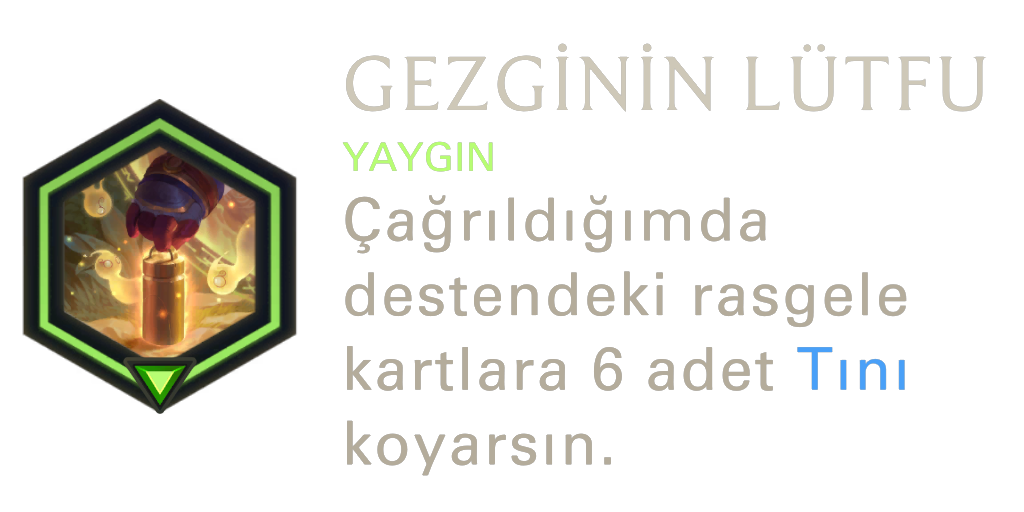 GEZGİNİN LÜTFU
YAYGIN
Çağrıldığımda
destendeki rasgele
kartlara 6 adet Tını
koyarsın.